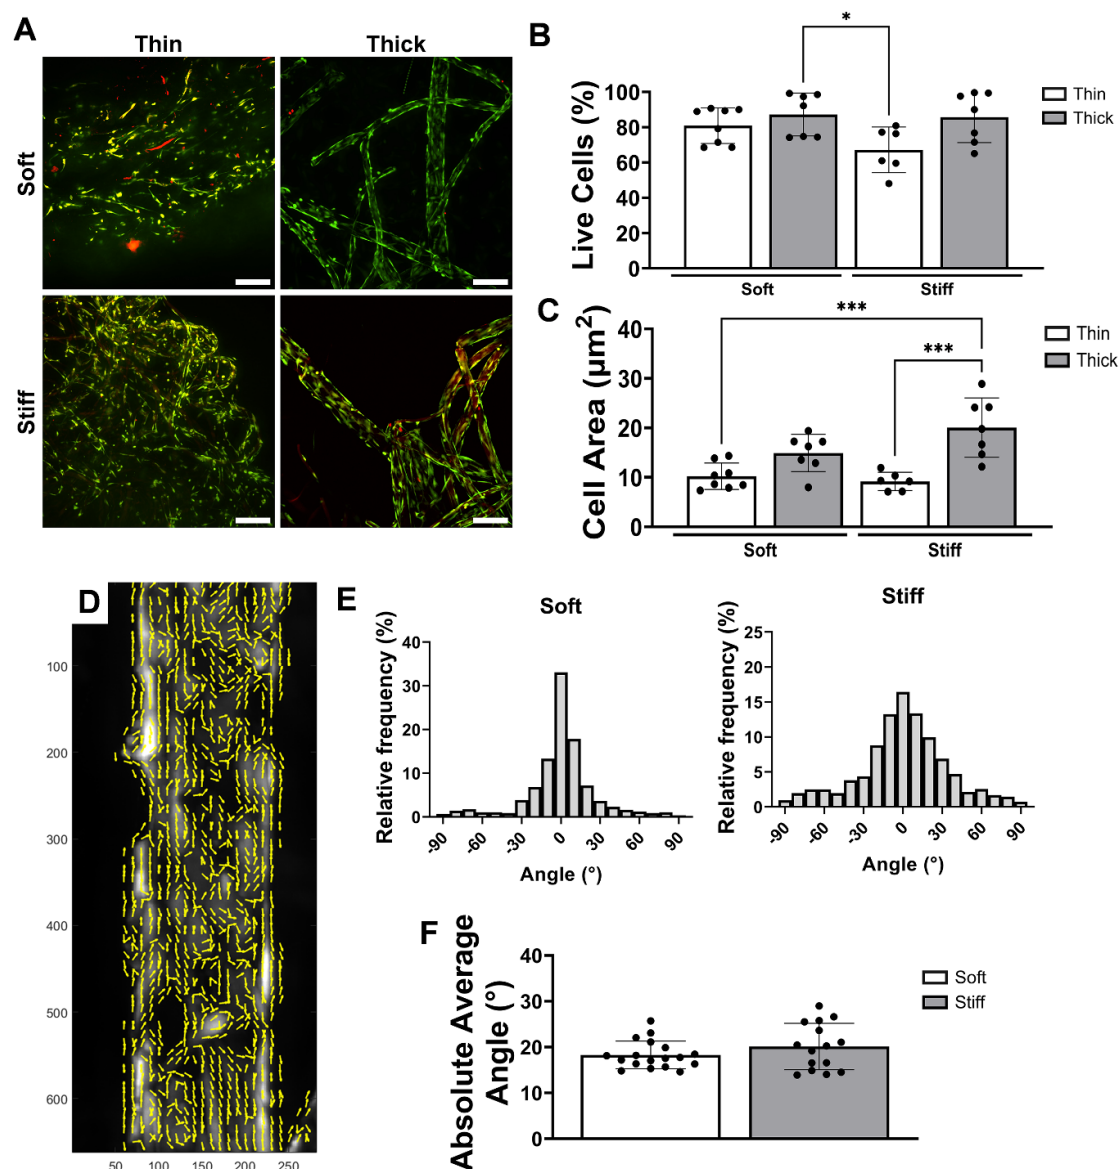 A
Thin
Thick
Soft
Stiff
B
Live Cells (%)
100
80
60
40
20
0
*
Soft
Stiff
Thin
Thick
C
Cell Area (µm²)
40
30
20
10
0
***
***
Soft
Stiff
Thin
Thick
D
100
200
300
400
500
600
50 100 150 200 250
E
Soft
Relative frequency (%)
40
30
20
10
0
-90 -60 -30 0 30 60 90
Angle (°)
Stiff
Relative frequency (%)
25
20
15
10
5
0
-90 -60 -30 0 30 60 90
Angle (°)
F
Absolute Average
Angle (°)
40
30
20
10
0
Soft
Stiff